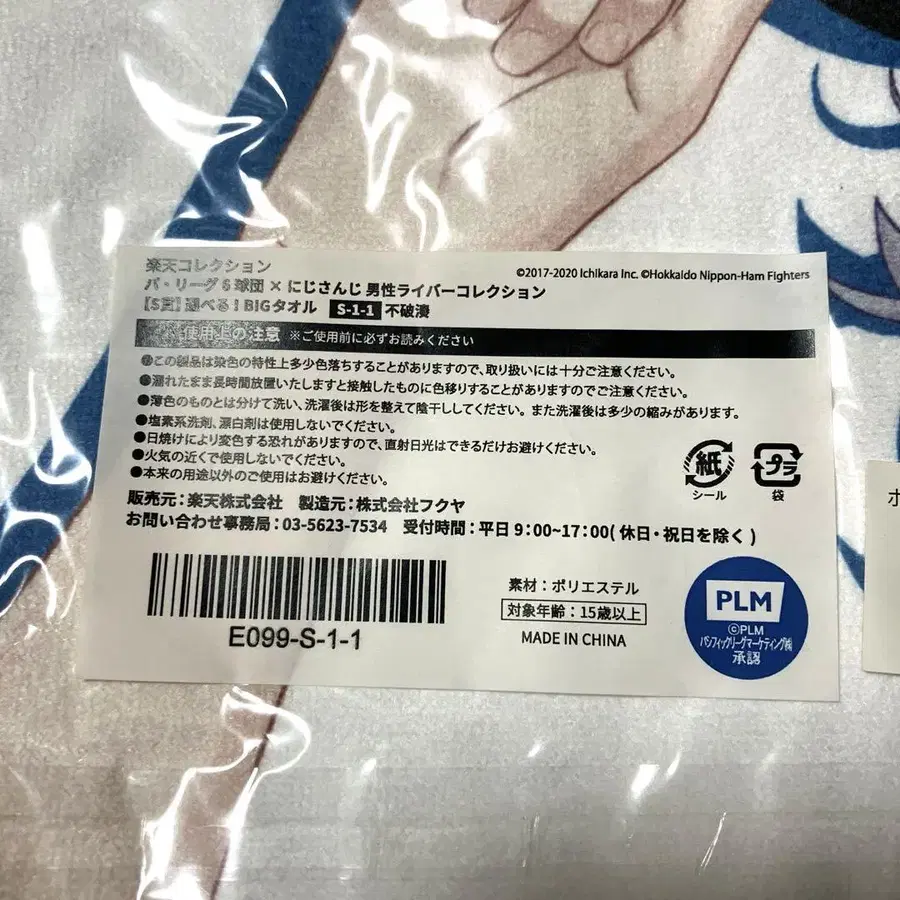 楽天コレクション
©2017-2020 Ichikara Inc. ©Hokkaido Nippon-Ham Fighters
パ・リーグ6球団 × にじさんじ 男性ライバーコレクション
【S賞】選べる!BIGタオル S-1-1 不破湊
使用上の注意 ※ご使用前に必ずお読みください
●この製品は染色の特性上多少色落ちすることがありますので、取り扱いには十分ご注意ください。
●濡れたまま長時間放置いたしますと接触したものに色移りすることがありますのでご注意ください。
●薄色のものとは分けて洗い、洗濯後は形を整えて陰干ししてください。また洗濯後は多少の縮みがあります。
●塩素系洗剤、漂白剤は使用しないでください。
●日焼けにより変色する恐れがありますので、直射日光はできるだけお避けください。
●火気の近くで使用しないでください。
●本来の用途以外のご使用はお避けください。
紙
シール
プラ
袋
販売元:楽天株式会社 製造元:株式会社フクヤ
お問い合わせ事務局:03-5623-7534 受付時間:平日 9:00~17:00( 休日・祝日を除く )
E099-S-1-1
素材:ポリエステル
対象年齢:15歳以上
MADE IN CHINA
PLM
©PLM
パシフィックリーグマーケティング㈱
承認
ポ